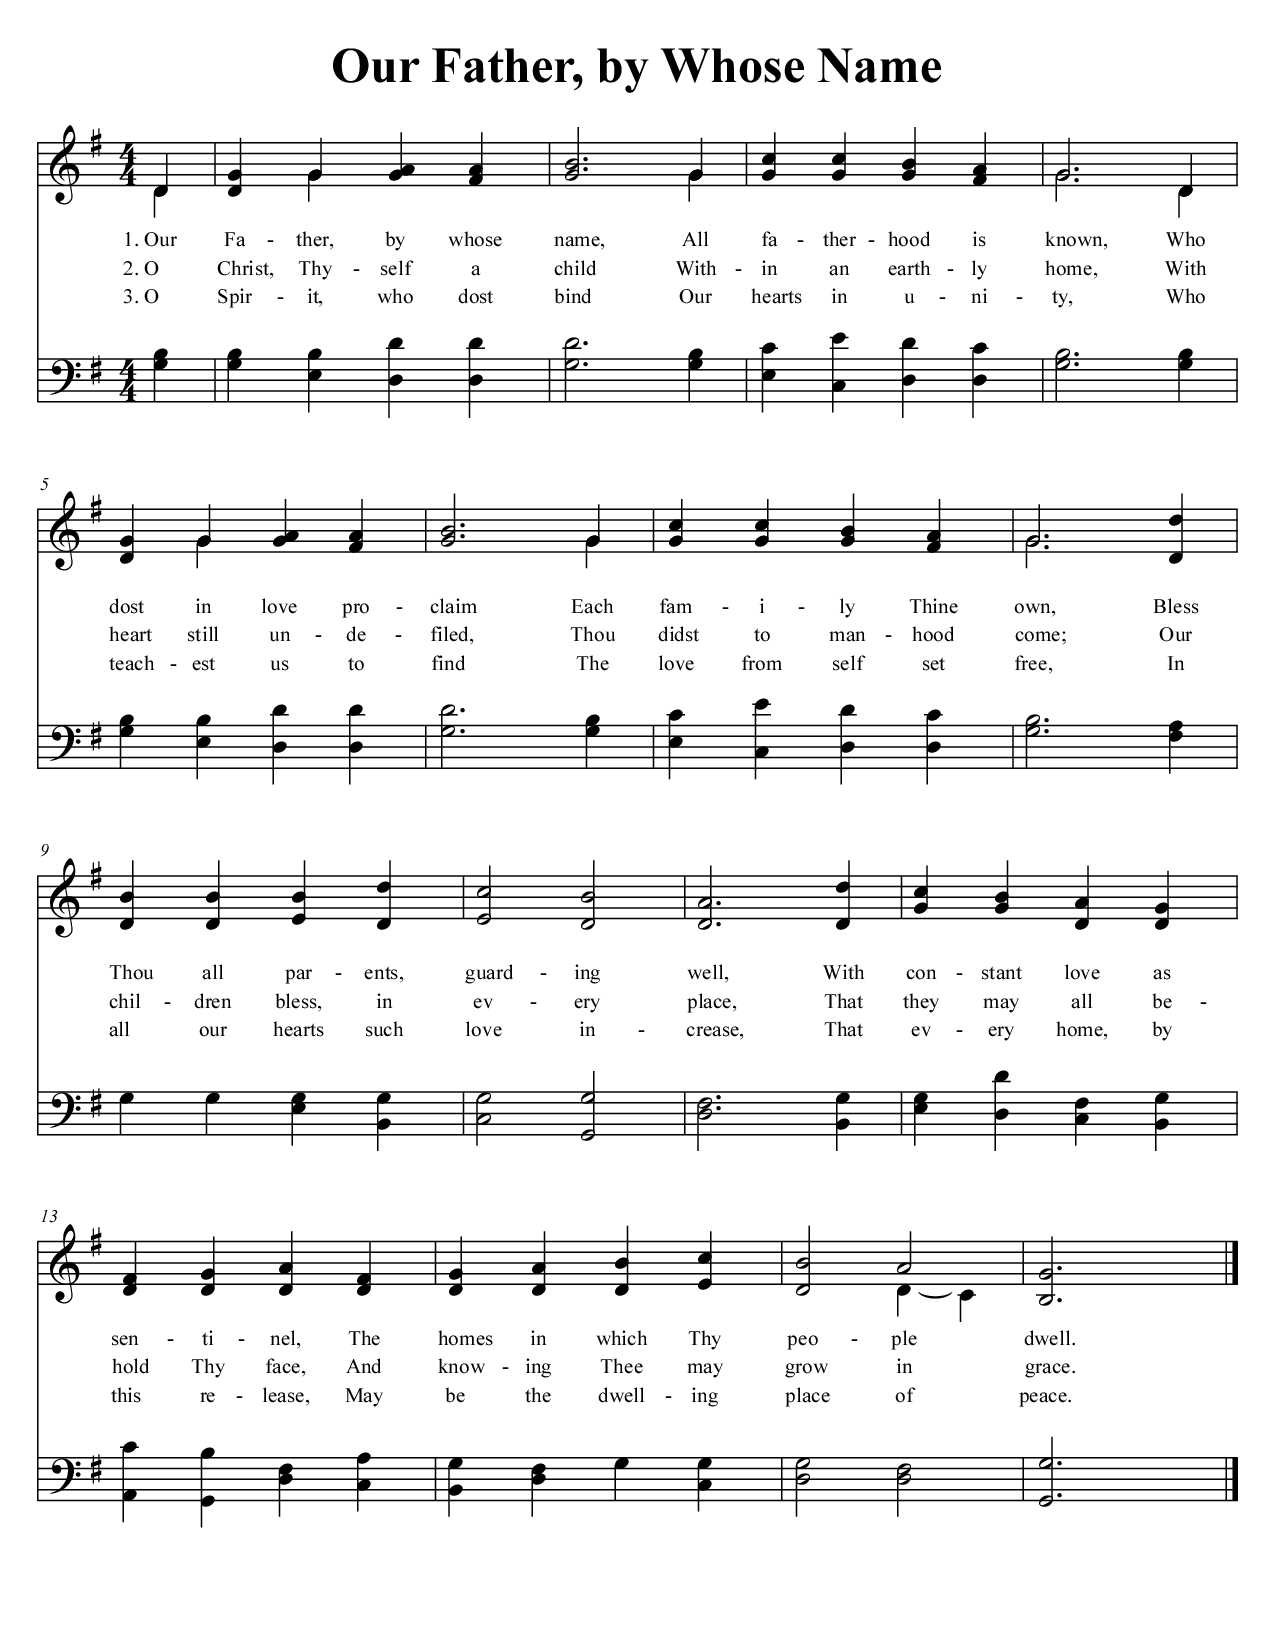 Our Father, by Whose Name
4
4
1. Our Fa - ther, by whose name, All fa - ther - hood is known, Who
2. O Christ, Thy - self a child With - in an earth - ly home, With
3. O Spir - it, who dost bind Our hearts in u - ni - ty, Who
4
4
5
dost in love pro - claim Each fam - i - ly Thine own, Bless
heart still un - de - filed, Thou didst to man - hood come; Our
teach - est us to find The love from self set free, In
9
Thou all par - ents, guard - ing well, With con - stant love as
chil - dren bless, in ev - ery place, That they may all be -
all our hearts such love in - crease, That ev - ery home, by
13
sen - ti - nel, The homes in which Thy peo - ple dwell.
hold Thy face, And know - ing Thee may grow in grace.
this re - lease, May be the dwell - ing place of peace.